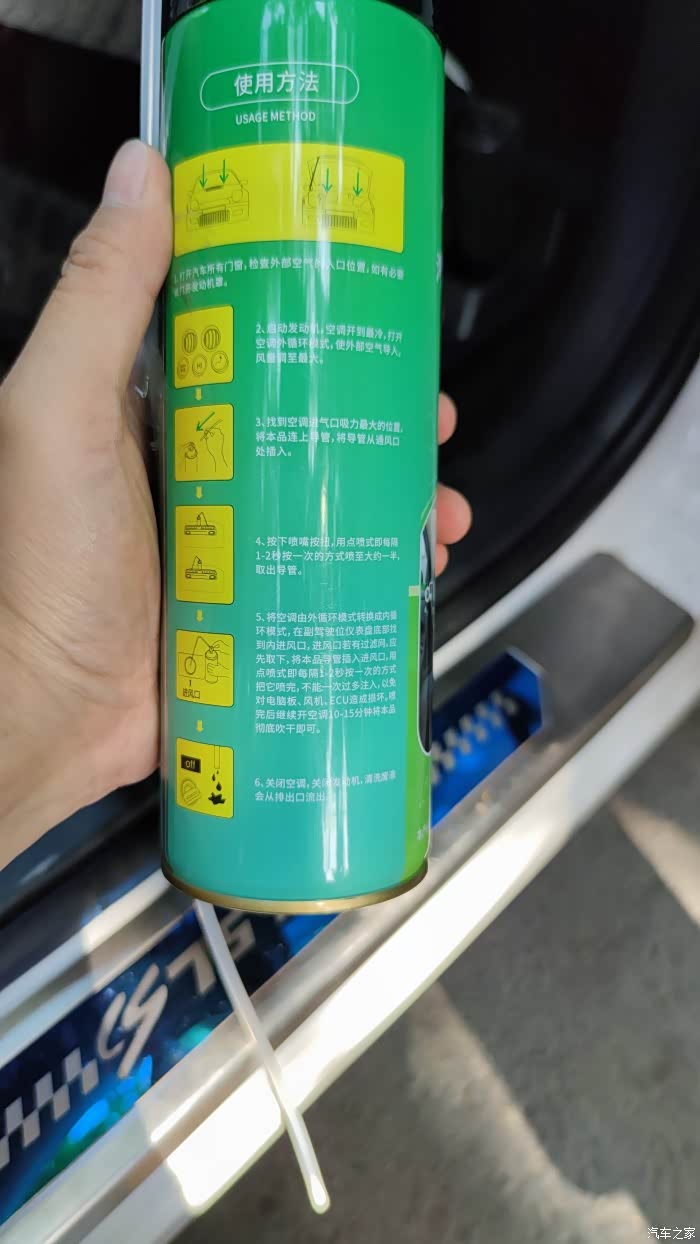 使用方法
USAGE METHOD
1、打开汽车所有门窗,检查外部空气的入口位置,如有必要
发动机罩。
2、启动发动机,空调开到最冷,打开
空调外循环模式,使外部空气导入,
风量调至最大。
3、找到空调进气口吸力最大的位置,
将本品连上导管,将导管从通风口
处插入。
4、按下喷嘴按钮,用点喷式即每隔
1-2秒按一次的方式喷至大约一半,
取出导管。
5、将空调由外循环模式转换成内循
环模式,在副驾驶位仪表盘底部找
到内进风口,进风口若有过滤网,应
先取下,将本品导管插入进风口,用
点喷式即每隔1-2秒按一次的方式
把它喷完,不能一次过多注入,以免
对电脑板、风机、ECU造成损坏。喷
完后继续开空调10-15分钟将本品
彻底吹干即可。
进风口
off
6、关闭空调,关闭发动机,清洗废液
会从排出口流出。
SLS
汽车之家